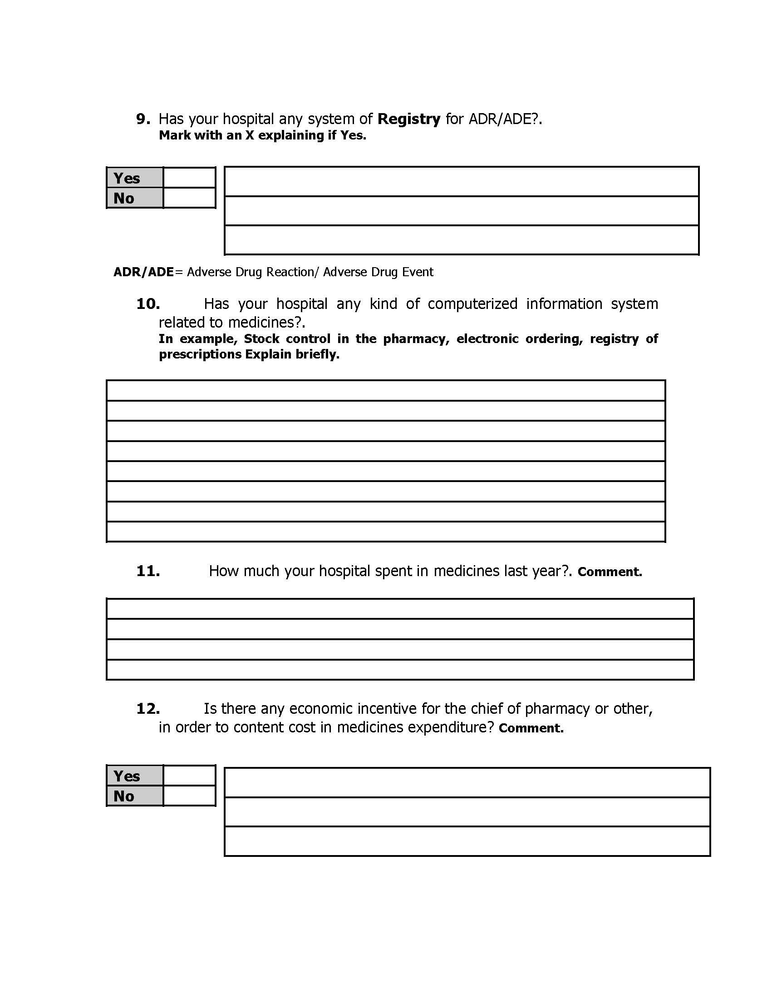 9. Has your hospital any system of Registry for ADR/ADE?.
Mark with an X explaining if Yes.
Yes
No
ADR/ADE= Adverse Drug Reaction/ Adverse Drug Event
10. Has your hospital any kind of computerized information system
related to medicines?.
In example, Stock control in the pharmacy, electronic ordering, registry of
prescriptions Explain briefly.
11. How much your hospital spent in medicines last year?. Comment.
12. Is there any economic incentive for the chief of pharmacy or other,
in order to content cost in medicines expenditure? Comment.
Yes
No